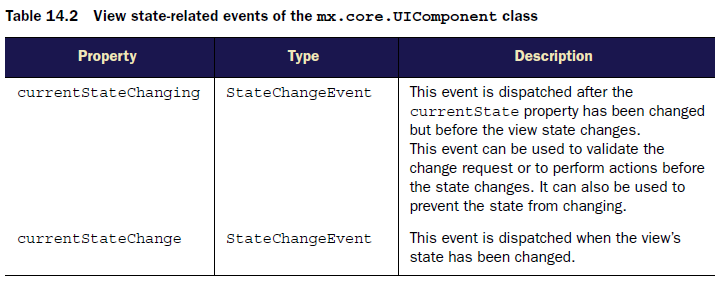 Table 14.2 View state-related events of the mx.core.UIComponent class
Property Type Description
currentStateChanging StateChangeEvent This event is dispatched after the
currentState property has been changed
but before the view state changes.
This event can be used to validate the
change request or to perform actions before
the state changes. It can also be used to
prevent the state from changing.
currentStateChange StateChangeEvent This event is dispatched when the view's
state has been changed.